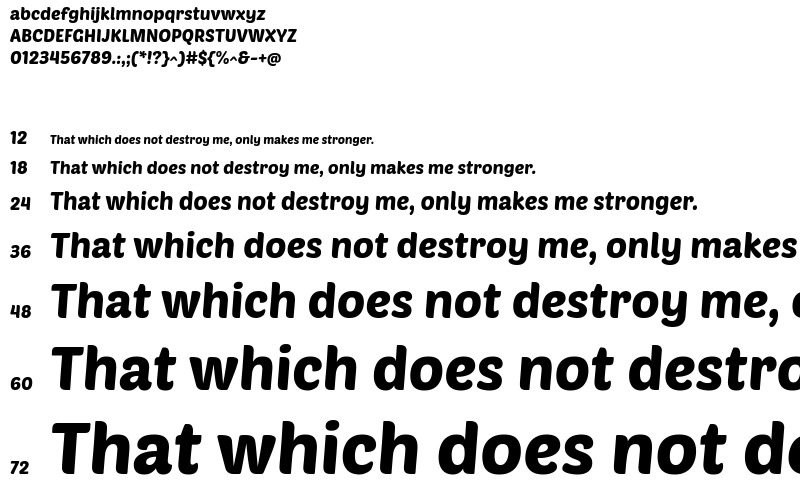 abcdefghijklmnopqrstuvwxyz
ABCDEFGHIJKLMNOPQRSTUVWXYZ
0123456789.:,;(*!?}^)#${%^&-+@
12 That which does not destroy me, only makes me stronger.
18 That which does not destroy me, only makes me stronger.
24 That which does not destroy me, only makes me stronger.
36 That which does not destroy me, only makes
48 That which does not destroy me,
60 That which does not destro
72 That which does not de